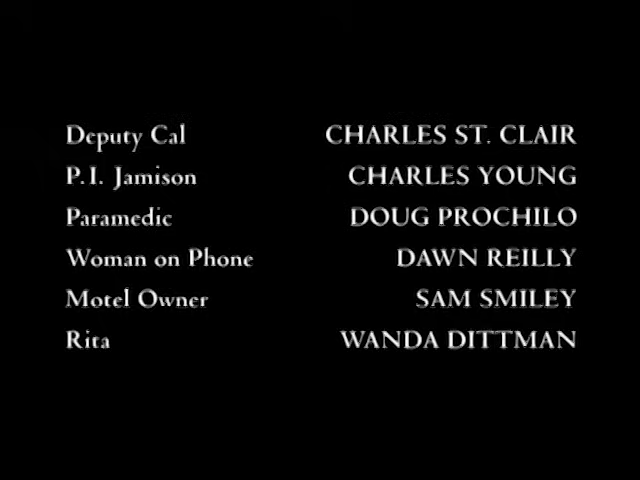 Deputy Cal CHARLES ST. CLAIR
P.I. Jamison CHARLES YOUNG
Paramedic DOUG PROCHILO
Woman on Phone DAWN REILLY
Motel Owner SAM SMILEY
Rita WANDA DITTMAN